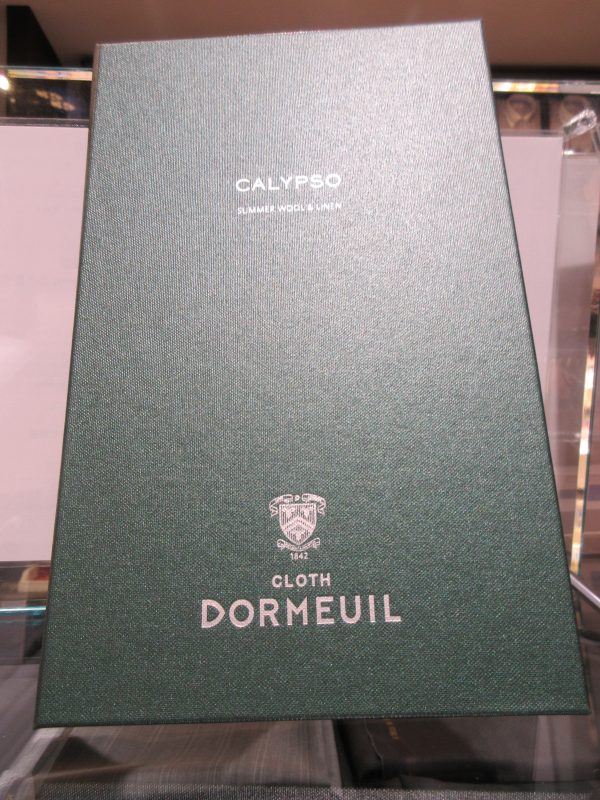 CALYPSO
SUMMER WOOL & LINEN
1842
CLOTH
DORMEUIL